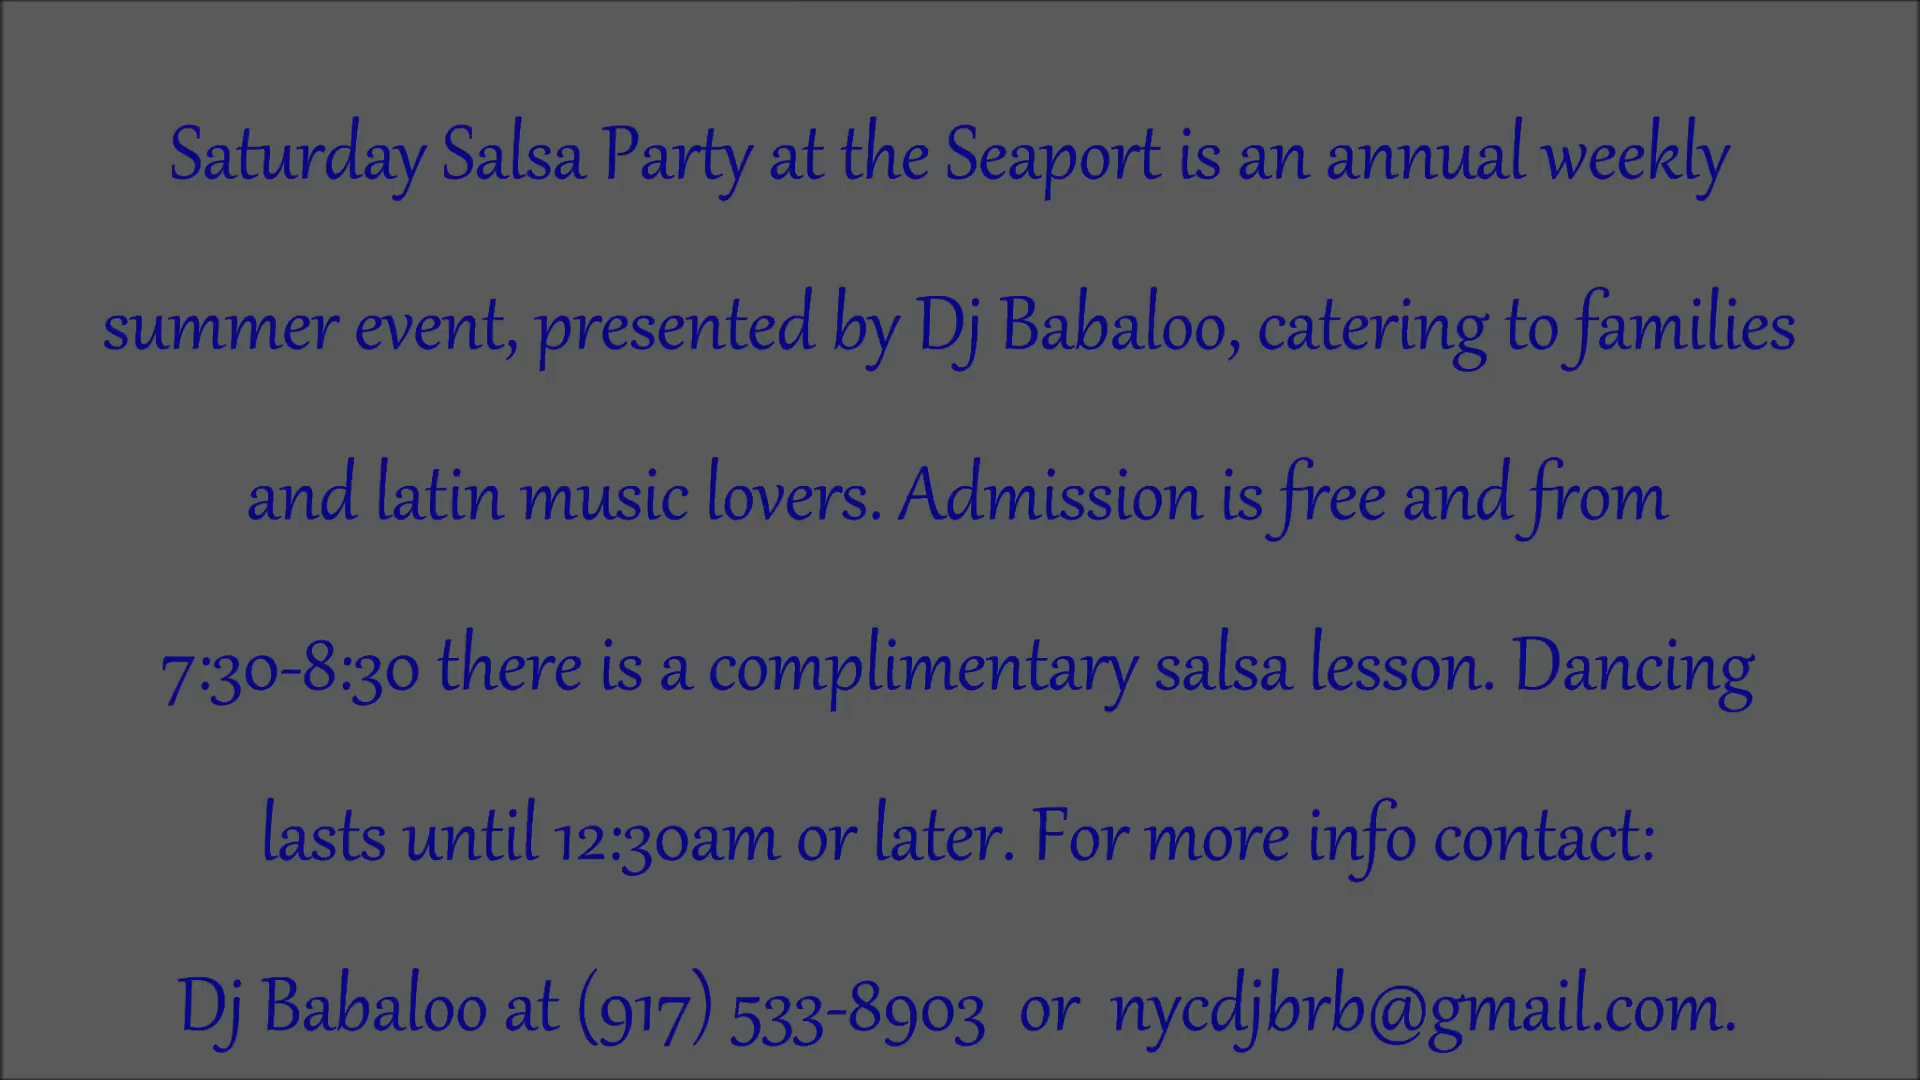 Saturday Salsa Party at the Seaport is an annual weekly
summer event, presented by Dj Babaloo, catering to families
and latin music lovers. Admission is free and from
7:30-8:30 there is a complimentary salsa lesson. Dancing
lasts until 12:30am or later. For more info contact:
Dj Babaloo at (917) 533-8903 or nycdjbrb@gmail.com.